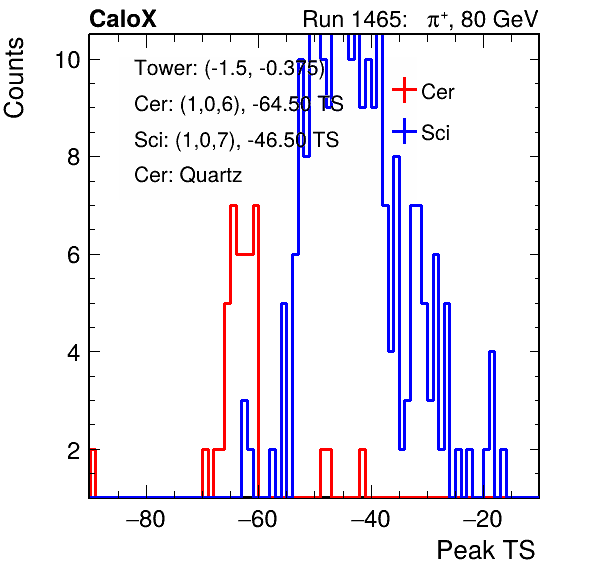 CaloX Run 1465: π⁺, 80 GeV
Counts
Tower: (-1.5, -0.375)
Cer: (1,0,6), -64.50 TS
Sci: (1,0,7), -46.50 TS
Cer: Quartz
Cer
Sci
10
8
6
4
2
−80 −60 −40 −20
Peak TS